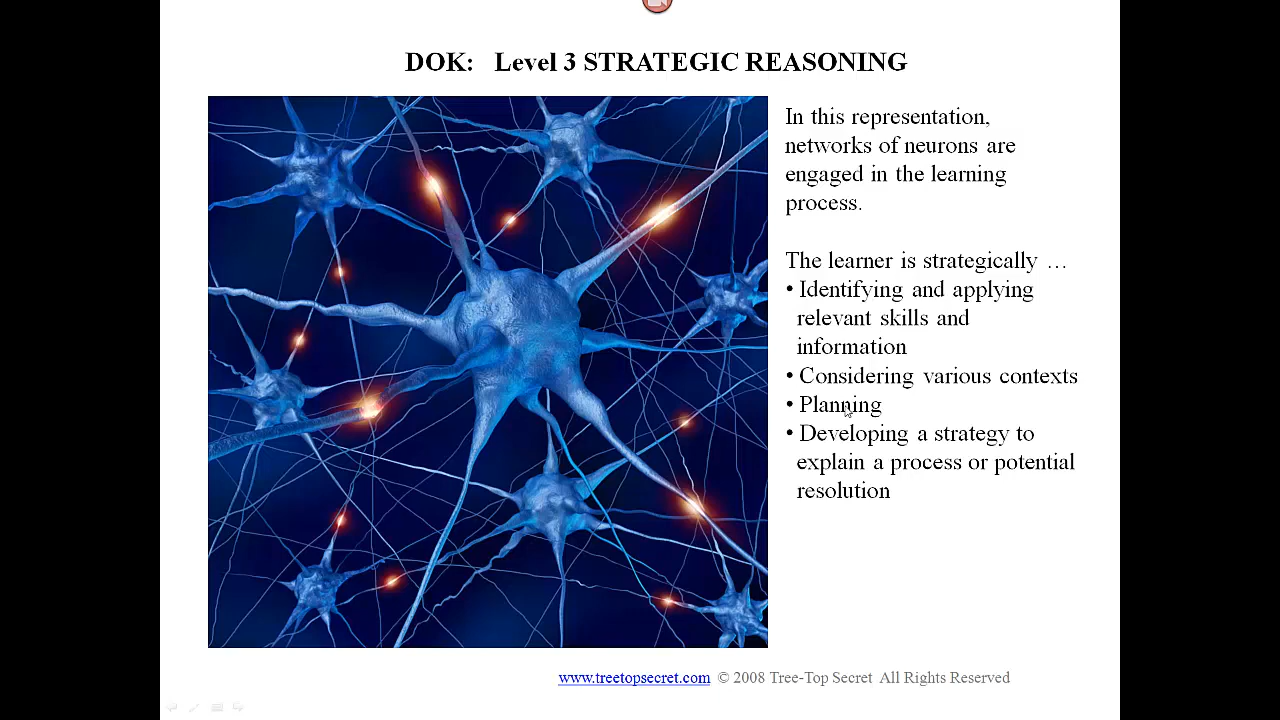 DOK: Level 3 STRATEGIC REASONING
In this representation,
networks of neurons are
engaged in the learning
process.
The learner is strategically …
• Identifying and applying
relevant skills and
information
• Considering various contexts
• Planning
• Developing a strategy to
explain a process or potential
resolution
www.treetopsecret.com © 2008 Tree-Top Secret All Rights Reserved